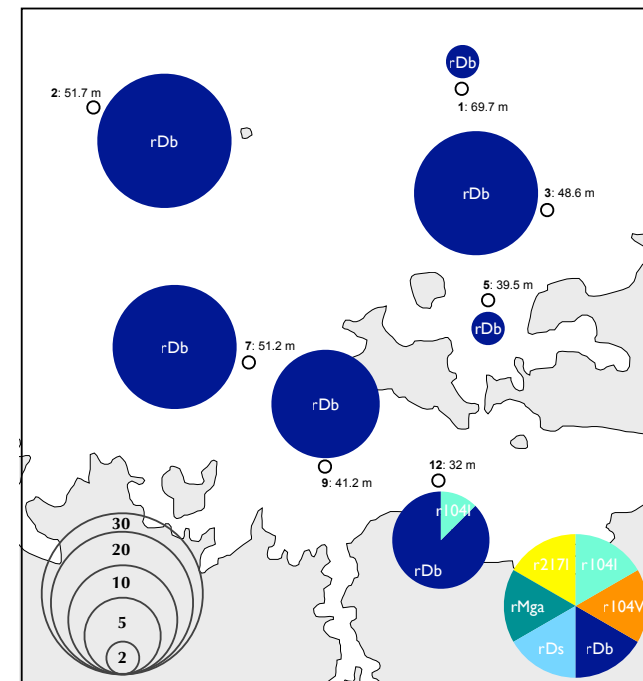 rDb
1: 69.7 m
2: 51.7 m
rDb
rDb
3: 48.6 m
5: 39.5 m
rDb
rDb
7: 51.2 m
rDb
9: 41.2 m
12: 32 m
r104I
rDb
30
20
10
5
2
r217I r104I
rMga r104V
rDs rDb